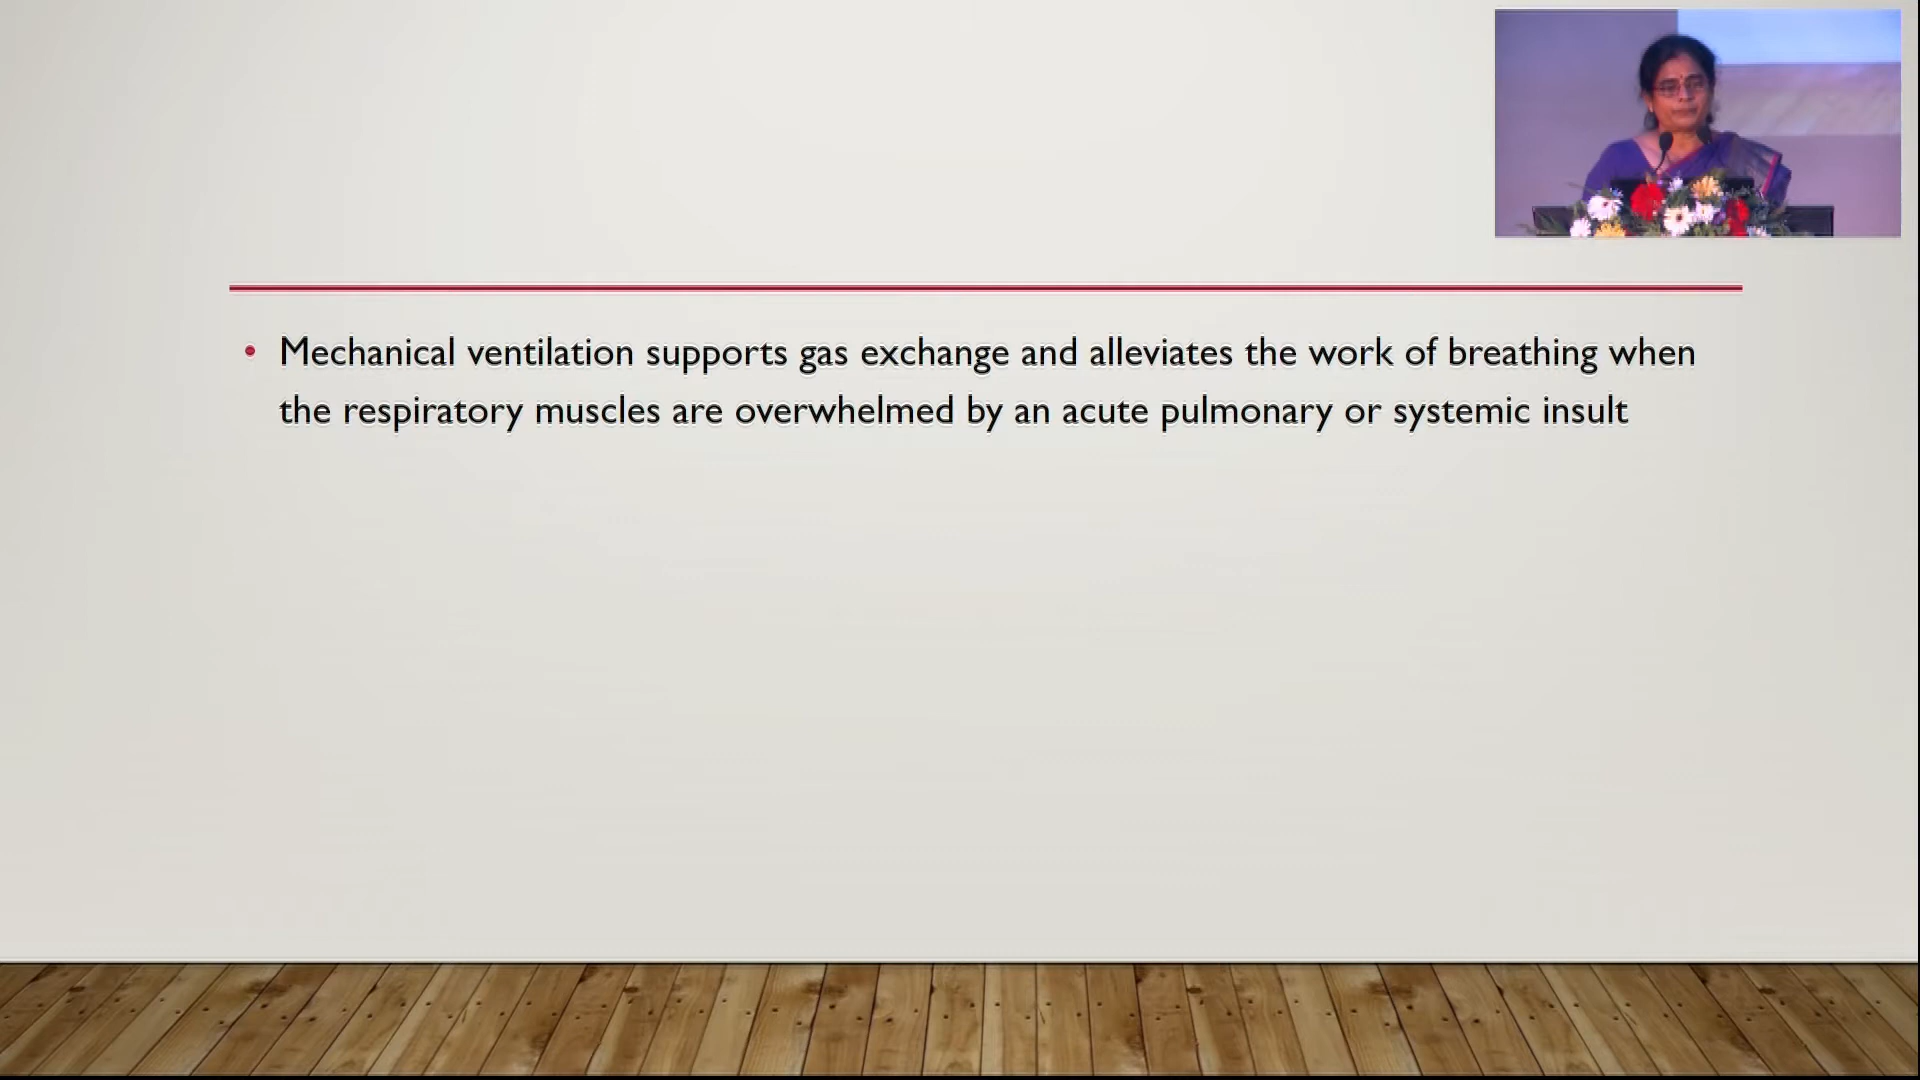 • Mechanical ventilation supports gas exchange and alleviates the work of breathing when
the respiratory muscles are overwhelmed by an acute pulmonary or systemic insult